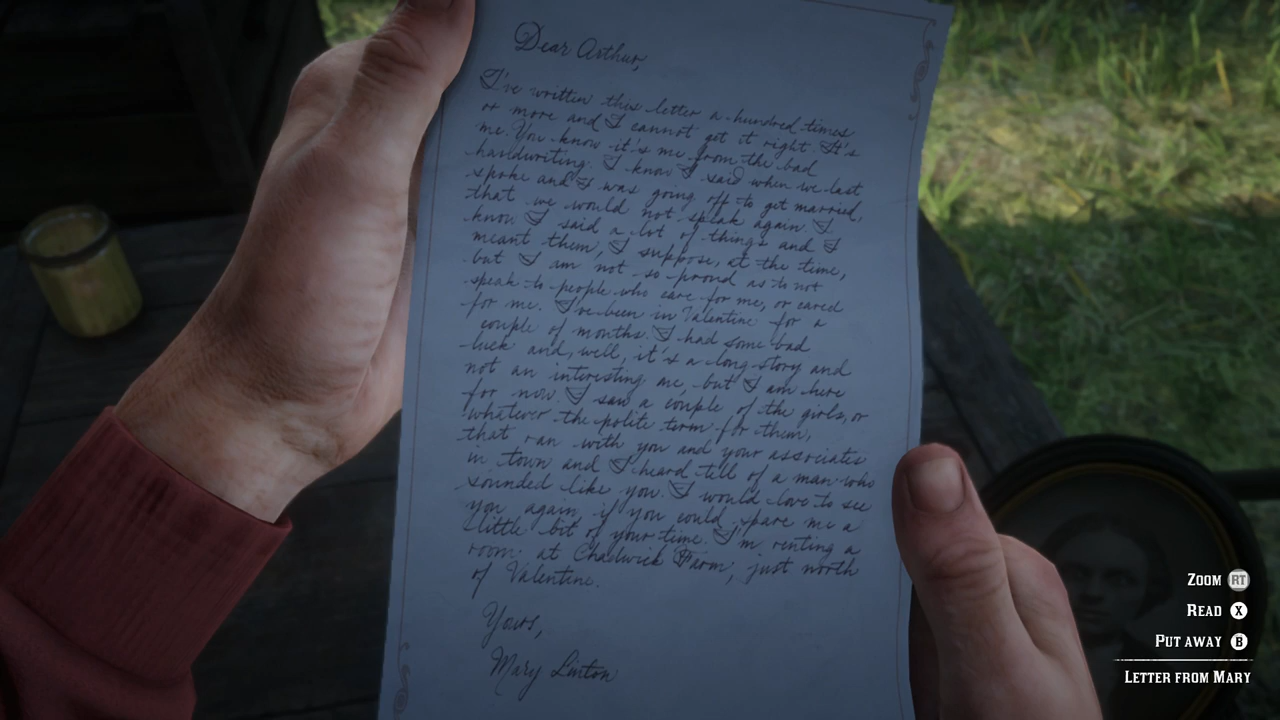 Dear Arthur,
I've written this letter a hundred times
or more and I cannot get it right. It's
me. You know it's me from the bad
handwriting. I know I said when we last
spoke and I was going off to get married,
that we would not speak again. I
know I said a lot of things and I
meant them, I suppose, at the time,
but I am not so proud as to not
speak to people who care for me, or cared
for me. I've been in Valentine for a
couple of months. I had some bad
luck and, well, it's a long story and
not an interesting one, but I am here
for now. I saw a couple of the girls, or
whatever the polite term for them,
that ran with you and your associates
in town and I heard tell of a man who
sounded like you. I would love to see
you again if you could spare me a
little bit of your time. I'm renting a
room at Chadwick Farm, just north
of Valentine.
Yours,
Mary Linton
ZOOM RT
READ X
PUT AWAY B
LETTER FROM MARY